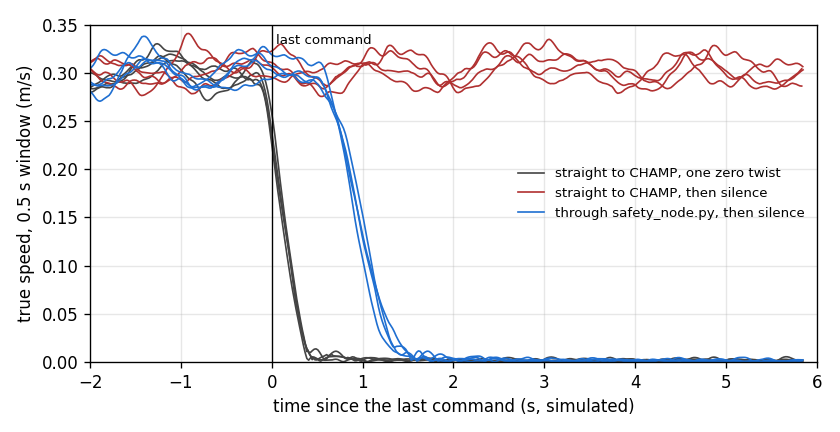 0.35
0.30
0.25
0.20
0.15
0.10
0.05
0.00
true speed, 0.5 s window (m/s)
last command
straight to CHAMP, one zero twist
straight to CHAMP, then silence
through safety_node.py, then silence
−2 −1 0 1 2 3 4 5 6
time since the last command (s, simulated)